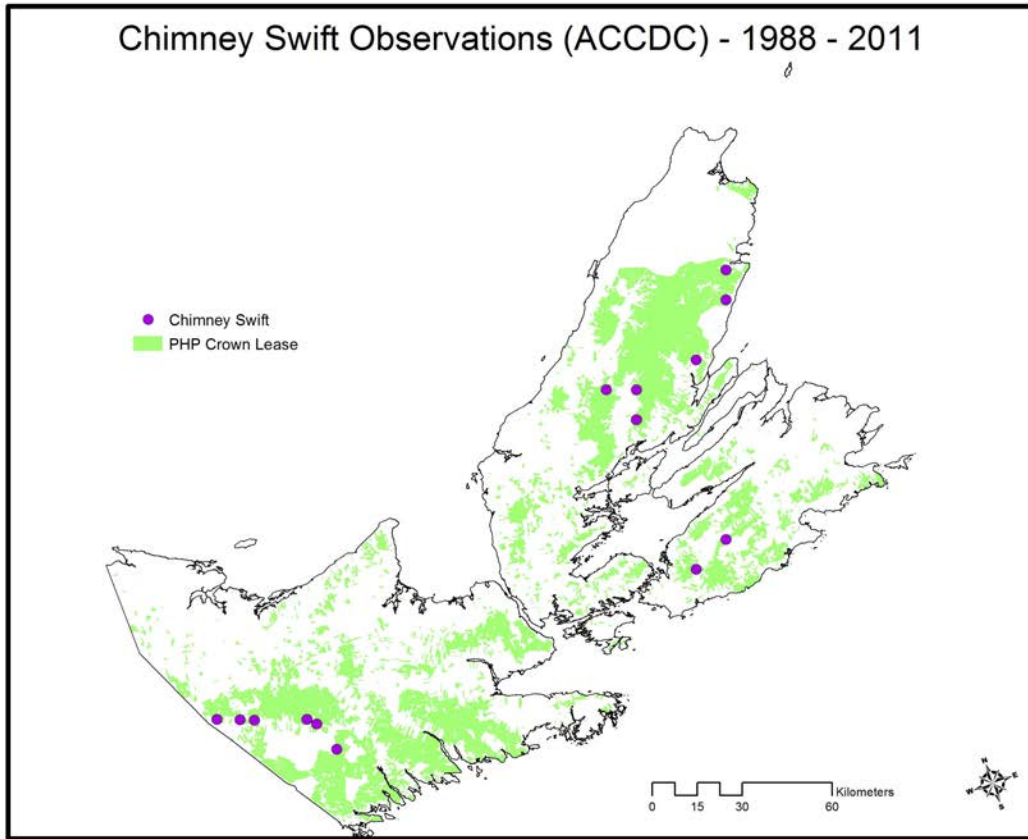 Chimney Swift Observations (ACCDC) - 1988 - 2011
Chimney Swift
PHP Crown Lease
Kilometers
0 15 30 60
N
W E
S